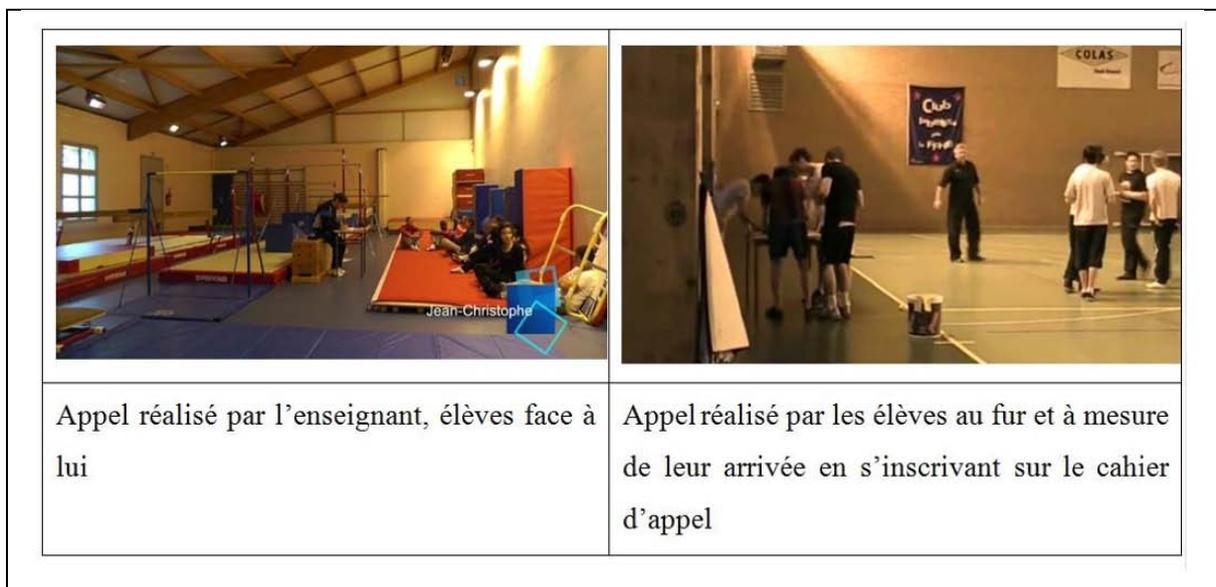 COLAS
Club
Jean-Christophe
Appel réalisé par l’enseignant, élèves face à
lui
Appel réalisé par les élèves au fur et à mesure
de leur arrivée en s’inscrivant sur le cahier
d’appel